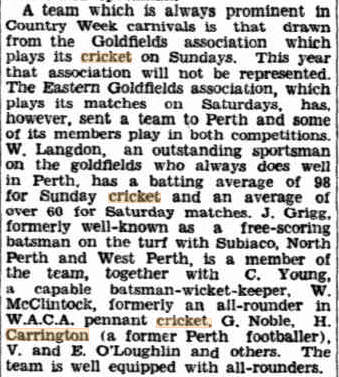 A team which is always prominent in
Country Week carnivals is that drawn
from the Goldfields association which
plays its cricket on Sundays. This year
that association will not be represented.
The Eastern Goldfields association, which
plays its matches on Saturdays, has,
however, sent a team to Perth and some
of its members play in both competitions.
W. Langdon, an outstanding sportsman
on the goldfields who always does well
in Perth, has a batting average of 98
for Sunday cricket and an average of
over 60 for Saturday matches. J. Grigg,
formerly well-known as a free-scoring
batsman on the turf with Subiaco, North
Perth and West Perth, is a member of
the team, together with C. Young,
a capable batsman-wicket-keeper, W.
McClintock, formerly an all-rounder in
W.A.C.A. pennant cricket, G. Noble, H.
Carrington (a former Perth footballer),
V. and E. O'Loughlin and others. The
team is well equipped with all-rounders.